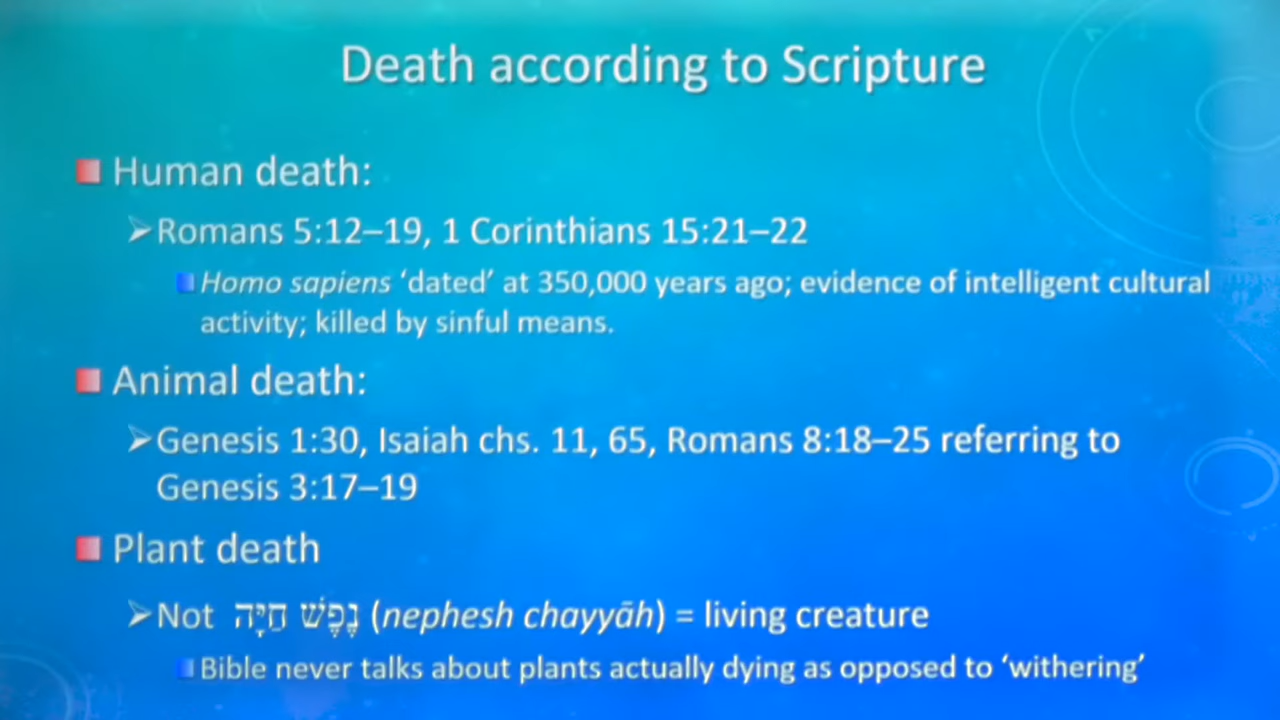 Death according to Scripture
Human death:
Romans 5:12–19, 1 Corinthians 15:21–22
Homo sapiens ‘dated’ at 350,000 years ago; evidence of intelligent cultural
activity; killed by sinful means.
Animal death:
Genesis 1:30, Isaiah chs. 11, 65, Romans 8:18–25 referring to
Genesis 3:17–19
Plant death
Not נֶפֶשׁ חַיָּה (nephesh chayyāh) = living creature
Bible never talks about plants actually dying as opposed to ‘withering’